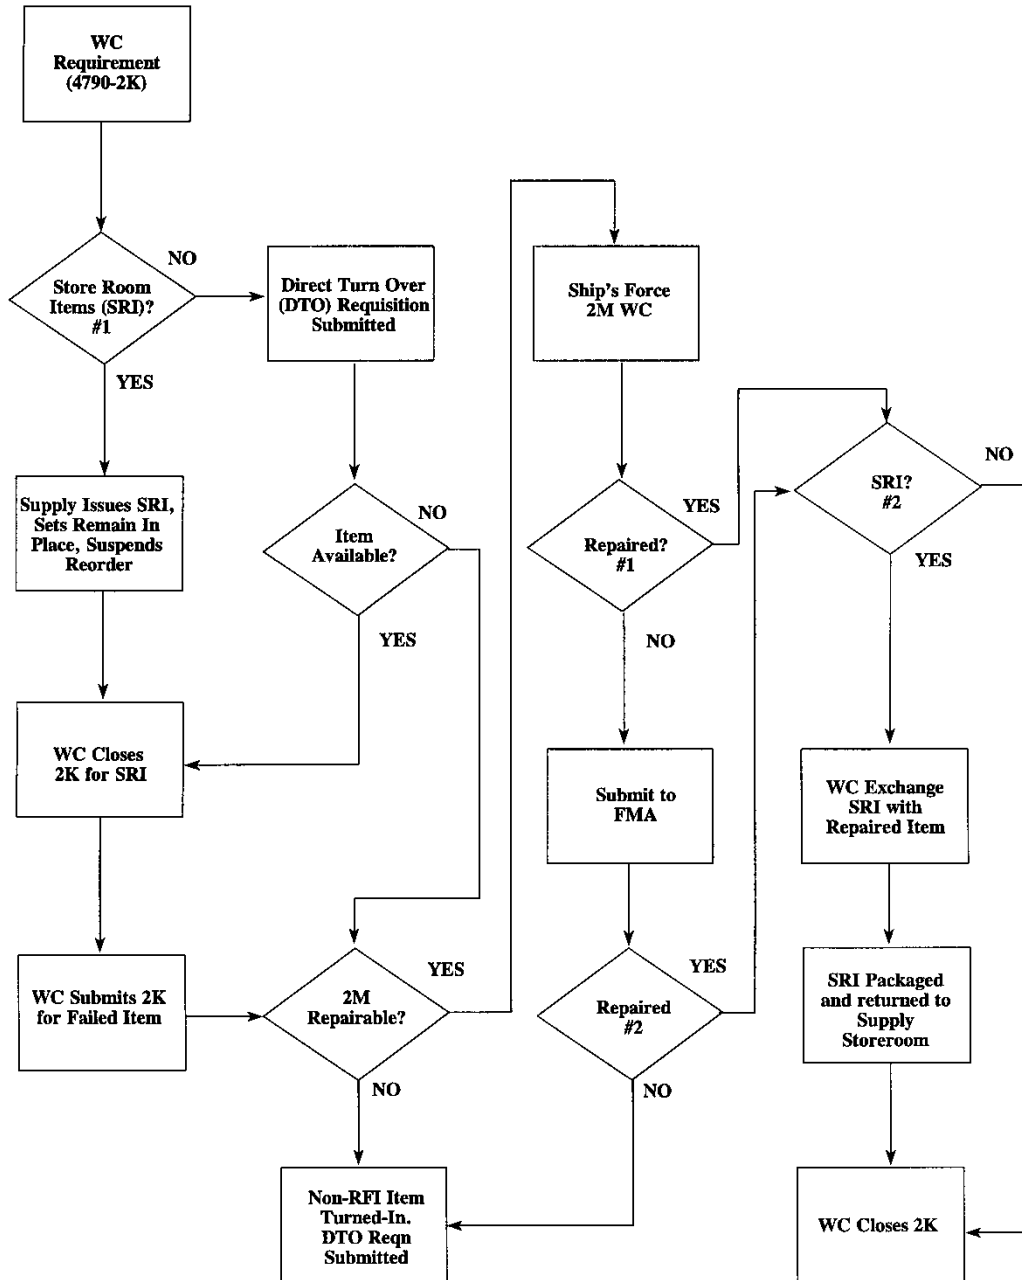 WC
Requirement
(4790-2K)
Store Room
Items (SRI)?
#1
NO
YES
Direct Turn Over
(DTO) Requisition
Submitted
Supply Issues SRI,
Sets Remain In
Place, Suspends
Reorder
Item
Available?
NO
YES
WC Closes
2K for SRI
WC Submits 2K
for Failed Item
2M
Repairable?
YES
NO
Non-RFI Item
Turned-In.
DTO Reqn
Submitted
Ship's Force
2M WC
Repaired?
#1
YES
NO
Submit to
FMA
Repaired
#2
YES
NO
SRI?
#2
NO
YES
WC Exchange
SRI with
Repaired Item
SRI Packaged
and returned to
Supply
Storeroom
WC Closes 2K